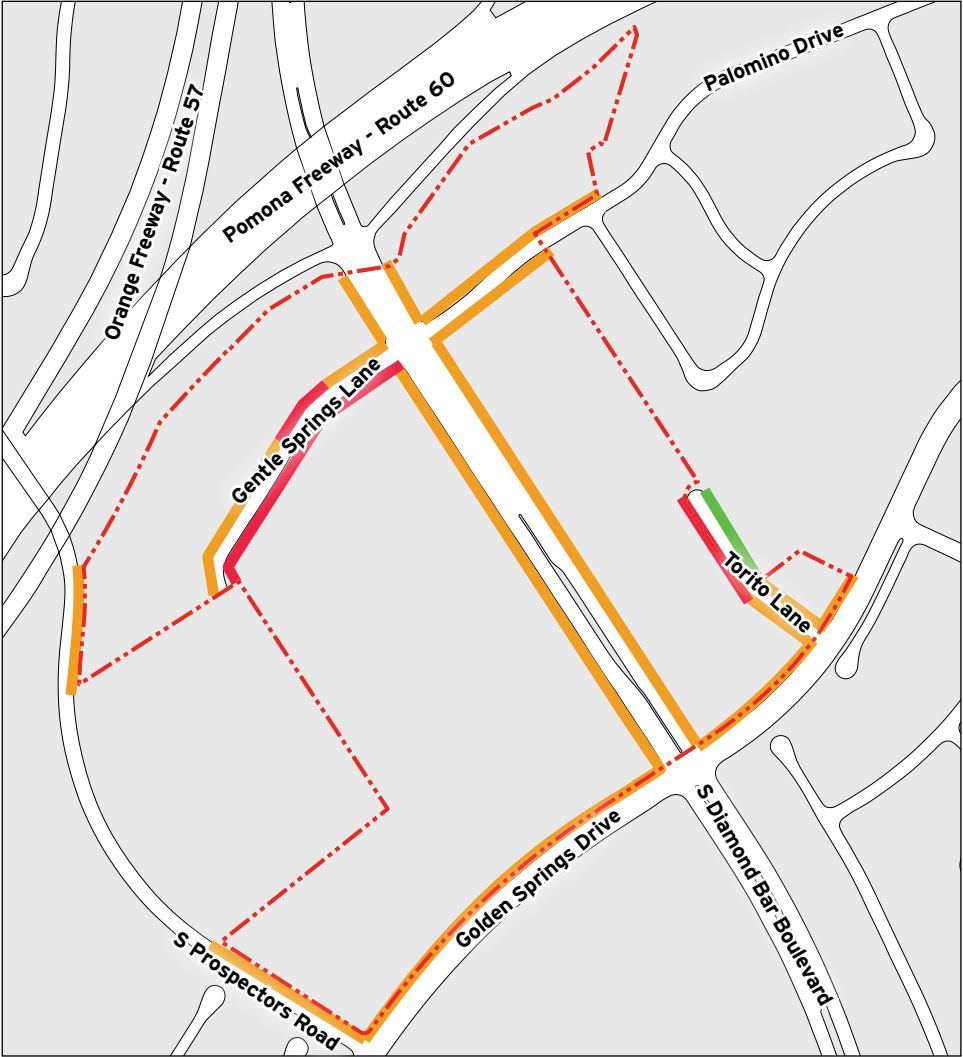 Palomino Drive
Pomona Freeway - Route 60
Orange Freeway - Route 57
Gentle Springs Lane
Torito Lane
S Diamond Bar Boulevard
Golden Springs Drive
S Prospectors Road